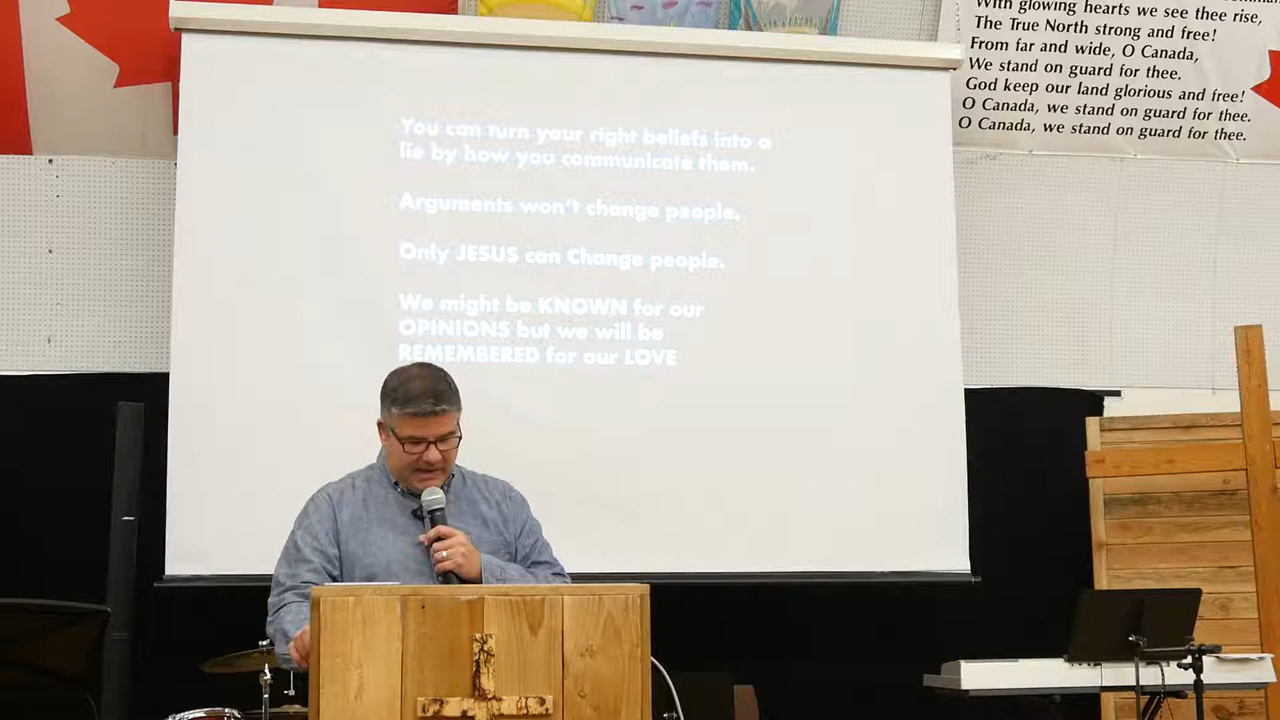 With glowing hearts we see thee rise,
The True North strong and free!
From far and wide, O Canada,
We stand on guard for thee.
God keep our land glorious and free!
O Canada, we stand on guard for thee.
O Canada, we stand on guard for thee.
You can turn your right beliefs into a
lie by how you communicate them.
Arguments won't change people.
Only JESUS can Change people.
We might be KNOWN for our
OPINIONS but we will be
REMEMBERED for our LOVE